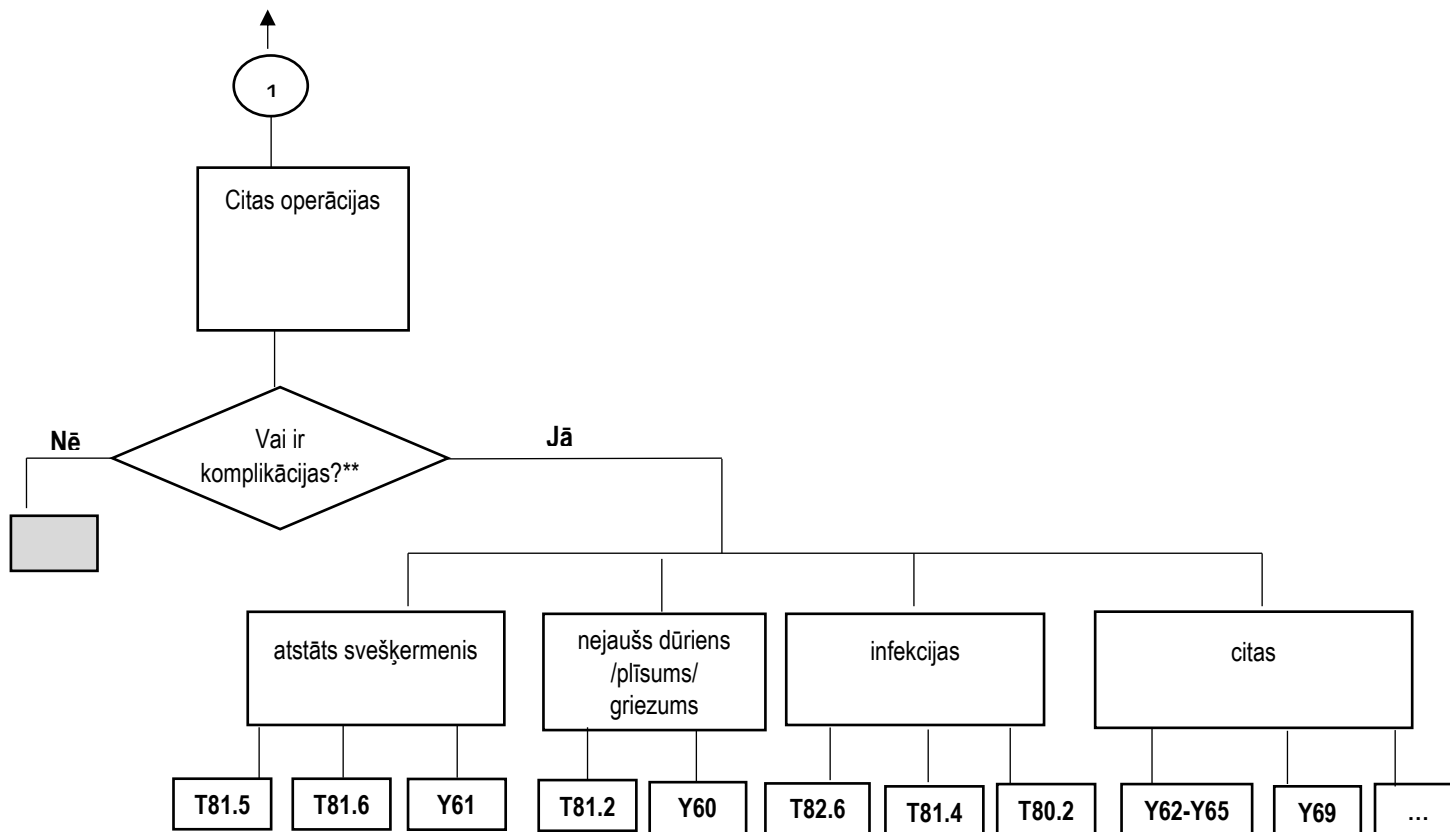 1
Citas operācijas
Nē
Vai ir
komplikācijas?**
Jā
atstāts svešķermenis
nejaušs dūriens
/plīsums/
griezums
infekcijas
citas
T81.5
T81.6
Y61
T81.2
Y60
T82.6
T81.4
T80.2
Y62-Y65
Y69
...